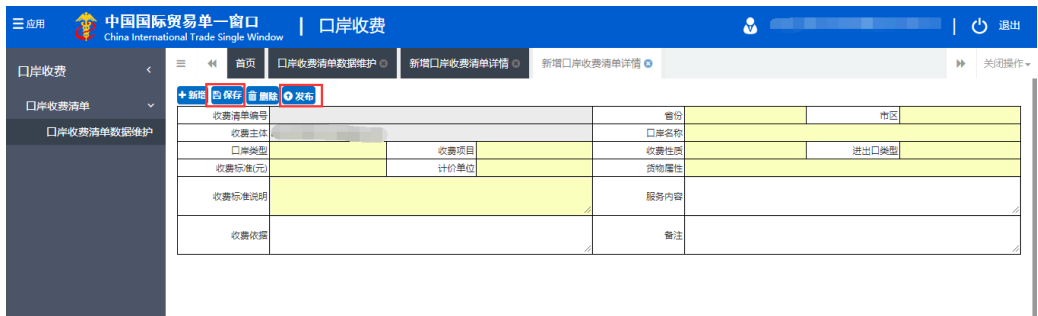 应用
中国国际贸易单一窗口
China International Trade Single Window
口岸收费
退出
口岸收费
口岸收费清单
口岸收费清单数据维护
首页
口岸收费清单数据维护
新增口岸收费清单详情
新增口岸收费清单详情
关闭操作
新增 保存 删除 发布
收费清单编号 省份 市区
收费主体 口岸名称
口岸类型 收费项目 收费性质 进出口类型
收费标准(元) 计价单位 货物属性
收费标准说明 服务内容
收费依据 备注